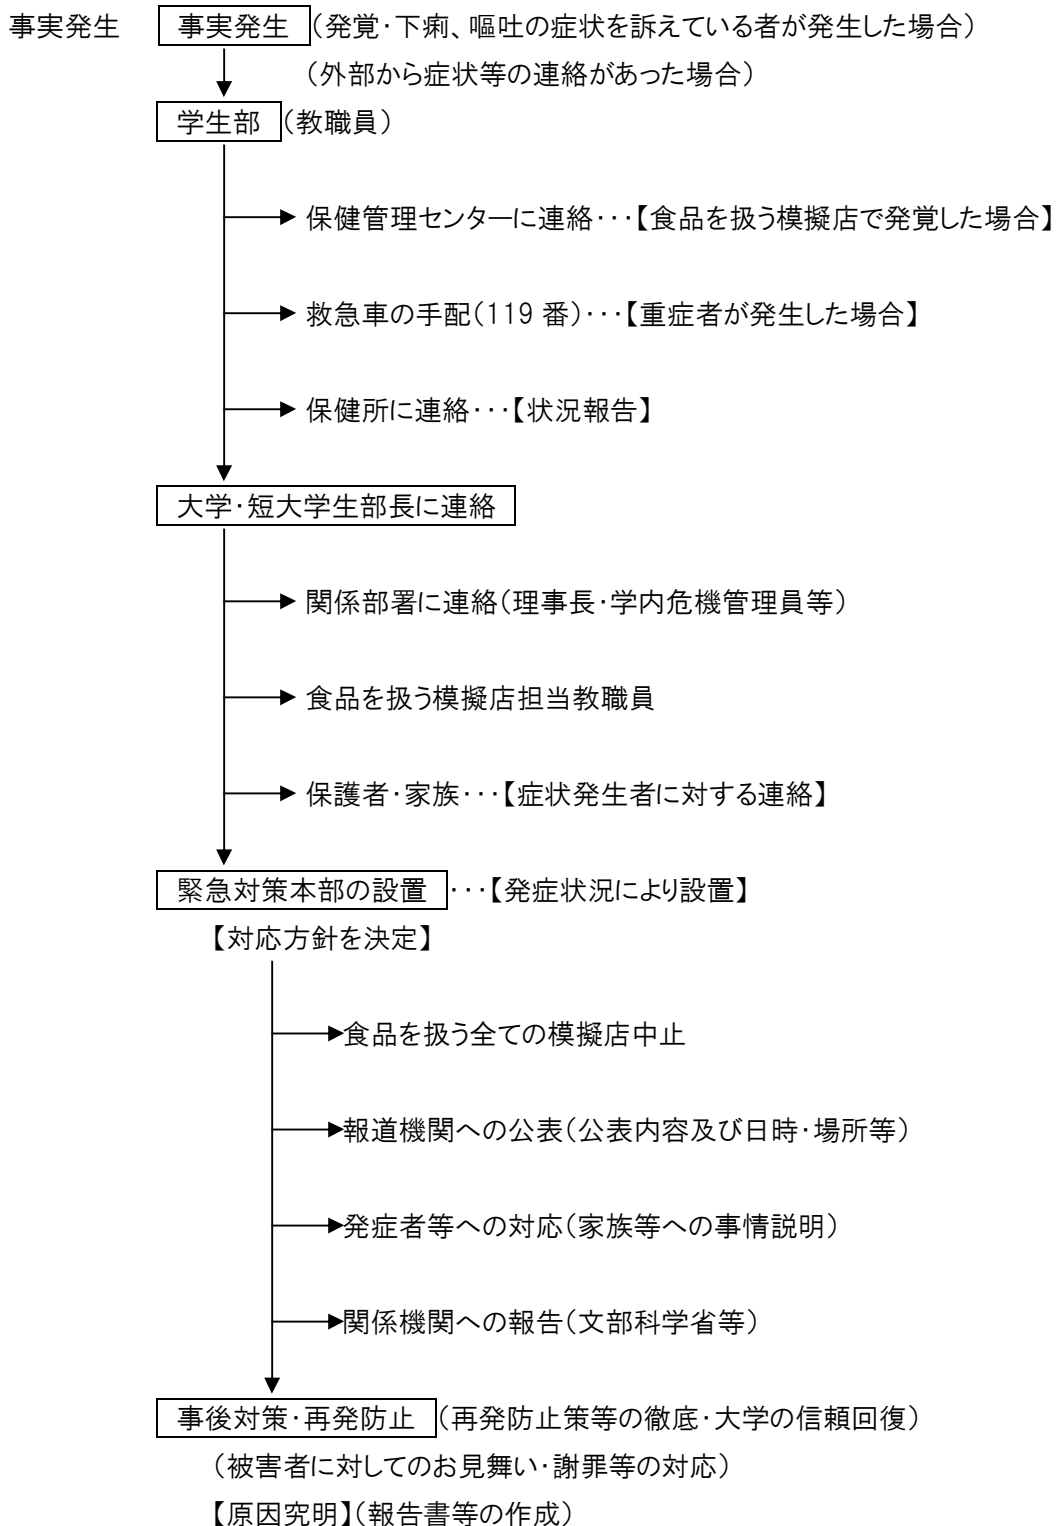 事実発生 事実発生（発覚・下痢、嘔吐の症状を訴えている者が発生した場合）
（外部から症状等の連絡があった場合）
学生部（教職員）
保健管理センターに連絡・・・【食品を扱う模擬店で発覚した場合】
救急車の手配（119 番）・・・【重症者が発生した場合】
保健所に連絡・・・【状況報告】
大学・短大学生部長に連絡
関係部署に連絡（理事長・学内危機管理員等）
食品を扱う模擬店担当教職員
保護者・家族・・・【症状発生者に対する連絡】
緊急対策本部の設置・・・【発症状況により設置】
【対応方針を決定】
食品を扱う全ての模擬店中止
報道機関への公表（公表内容及び日時・場所等）
発症者等への対応（家族等への事情説明）
関係機関への報告（文部科学省等）
事後対策・再発防止（再発防止策等の徹底・大学の信頼回復）
（被害者に対してのお見舞い・謝罪等の対応）
【原因究明】（報告書等の作成）